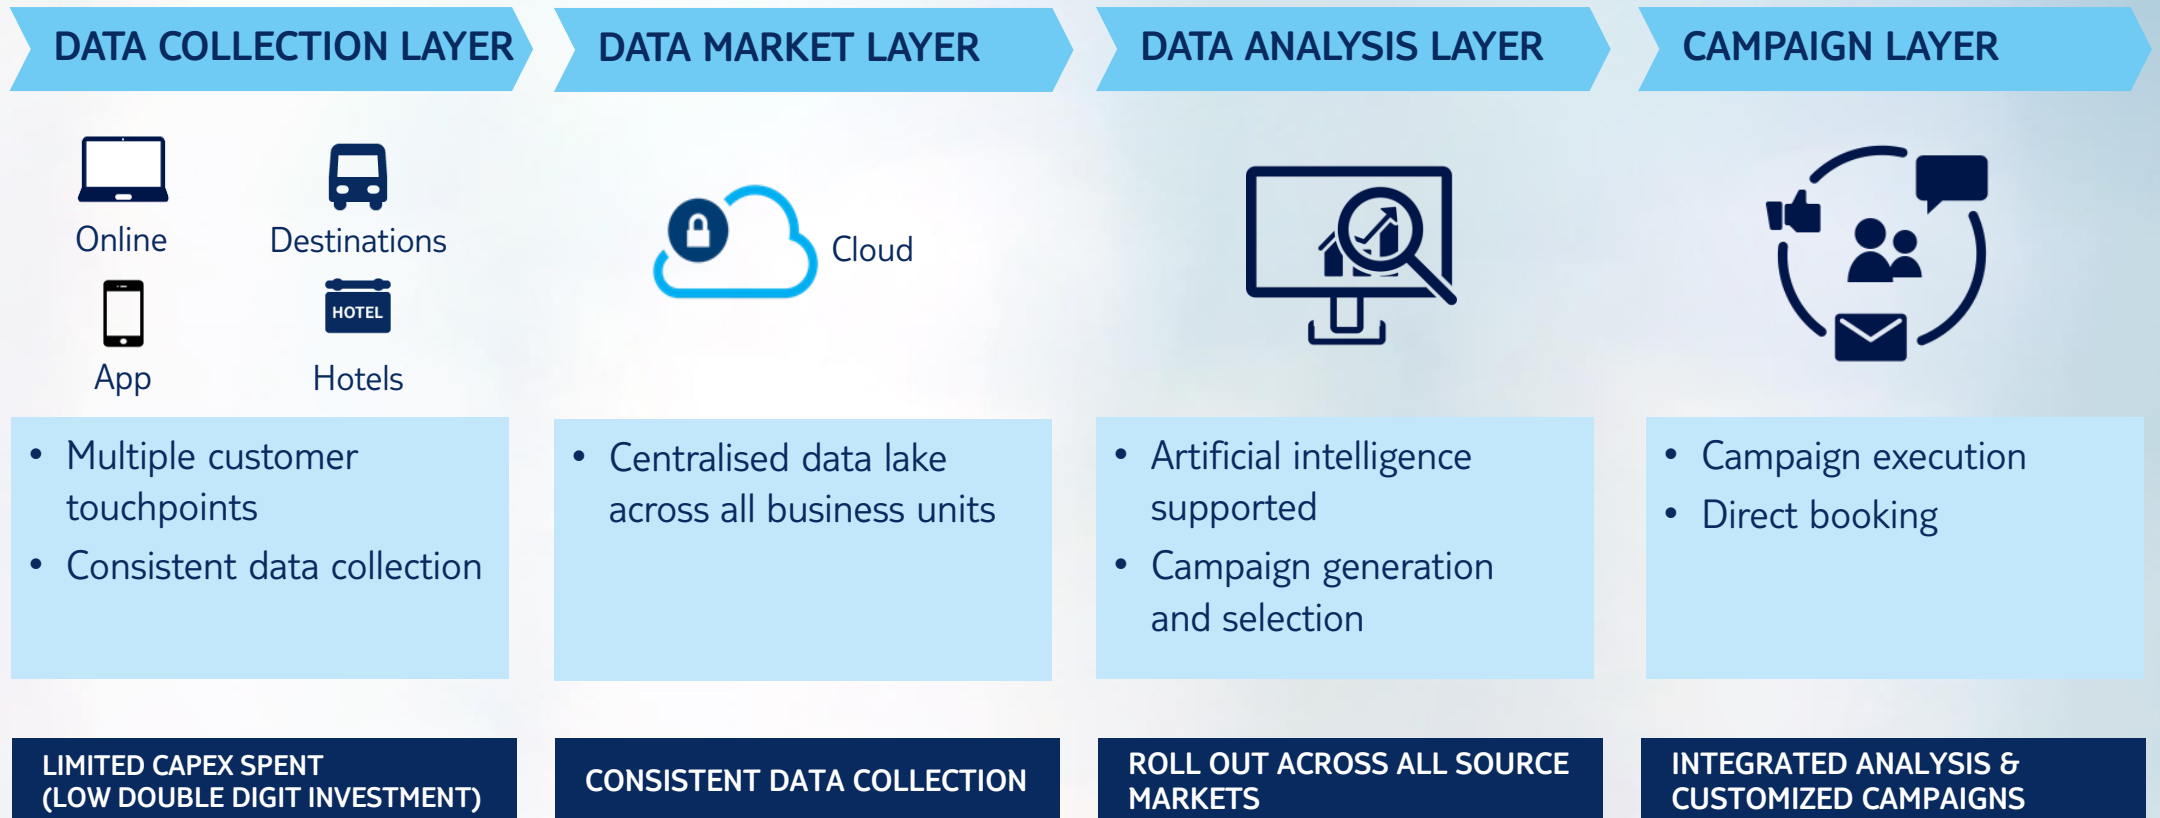 DATA COLLECTION LAYER
DATA MARKET LAYER
DATA ANALYSIS LAYER
CAMPAIGN LAYER
Online
Destinations
HOTEL
App
Hotels
Cloud
• Multiple customer
touchpoints
• Consistent data collection
• Centralised data lake
across all business units
• Artificial intelligence
supported
• Campaign generation
and selection
• Campaign execution
• Direct booking
LIMITED CAPEX SPENT
(LOW DOUBLE DIGIT INVESTMENT)
CONSISTENT DATA COLLECTION
ROLL OUT ACROSS ALL SOURCE
MARKETS
INTEGRATED ANALYSIS &
CUSTOMIZED CAMPAIGNS